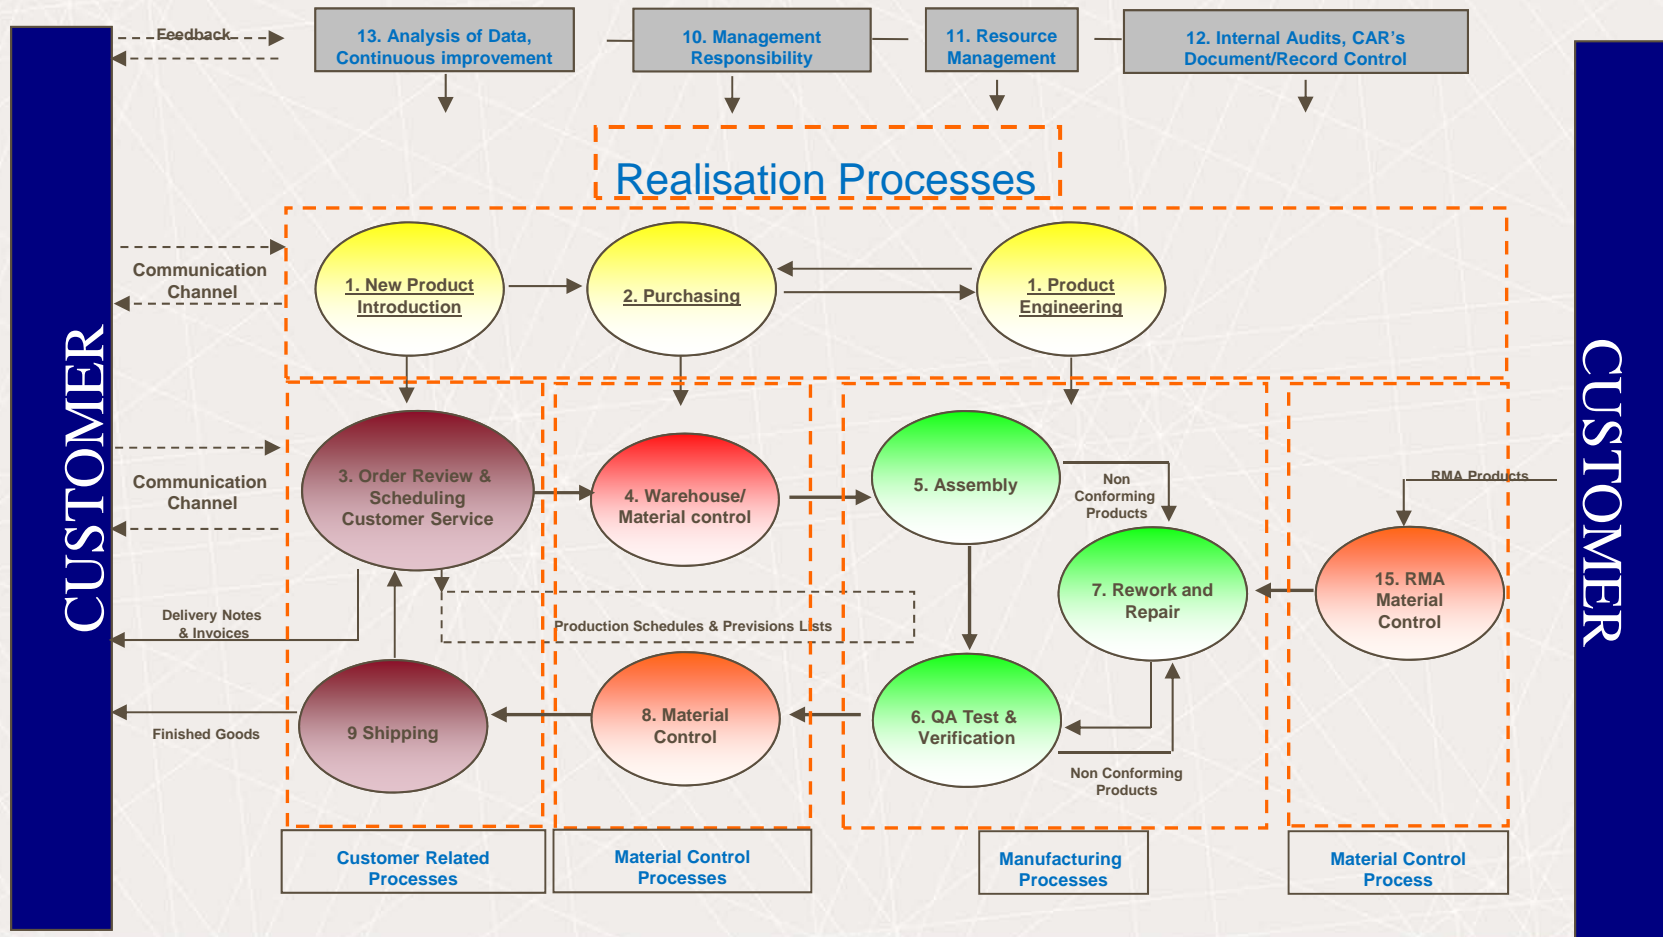 13. Analysis of Data,
Continuous improvement
10. Management
Responsibility
11. Resource
Management
12. Internal Audits, CAR's
Document/Record Control
Feedback
Realisation Processes
CUSTOMER
Communication
Channel
1. New Product
Introduction
2. Purchasing
1. Product
Engineering
CUSTOMER
Communication
Channel
3. Order Review &
Scheduling
Customer Service
4. Warehouse/
Material control
5. Assembly
Non
Conforming
Products
RMA Products
7. Rework and
Repair
15. RMA
Material
Control
Delivery Notes
& Invoices
Production Schedules & Previsions Lists
Finished Goods
9 Shipping
8. Material
Control
6. QA Test &
Verification
Non Conforming
Products
Customer Related
Processes
Material Control
Processes
Manufacturing
Processes
Material Control
Process